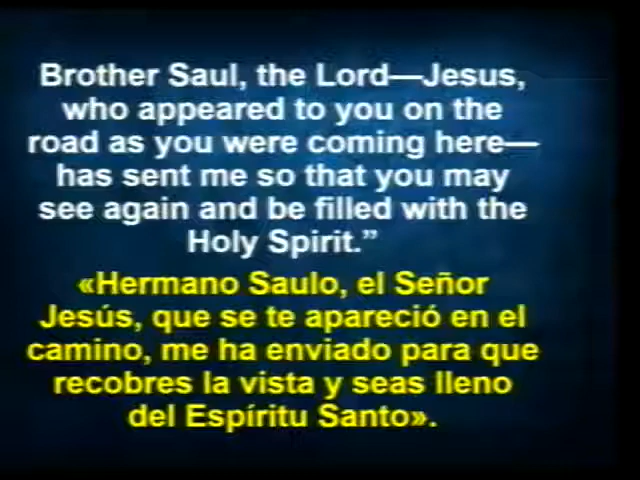 Brother Saul, the Lord—Jesus,
who appeared to you on the
road as you were coming here—
has sent me so that you may
see again and be filled with the
Holy Spirit.”
«Hermano Saulo, el Señor
Jesús, que se te apareció en el
camino, me ha enviado para que
recobres la vista y seas lleno
del Espíritu Santo».